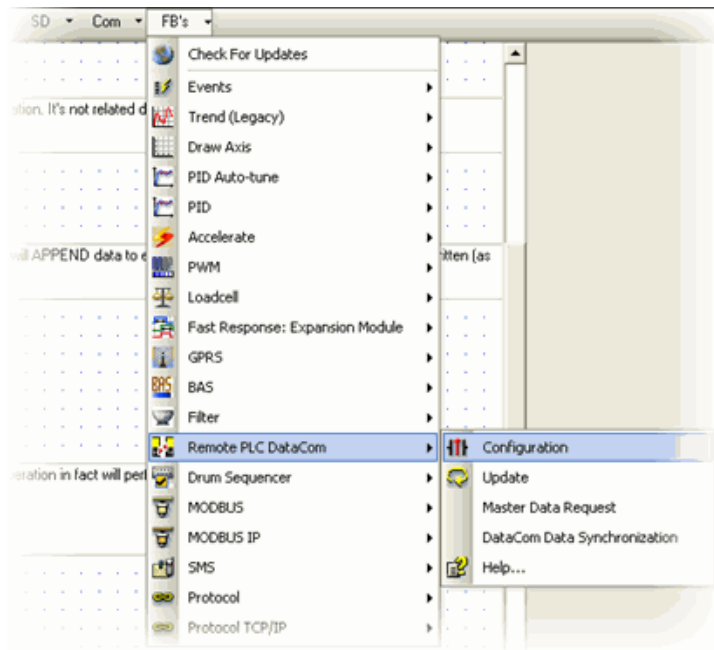 SD Com FB's
Check For Updates
Events
ation. It's not related d
Trend (Legacy)
Draw Axis
PID Auto-tune
PID
Accelerate
will APPEND data to e
itten (as
PWM
Loadcell
Fast Response: Expansion Module
GPRS
BAS
BAS
Filter
Remote PLC DataCom
Configuration
eration in fact will perf
Drum Sequencer
Update
MODBUS
Master Data Request
MODBUS IP
DataCom Data Synchronization
SMS
Help...
Protocol
Protocol TCP/IP